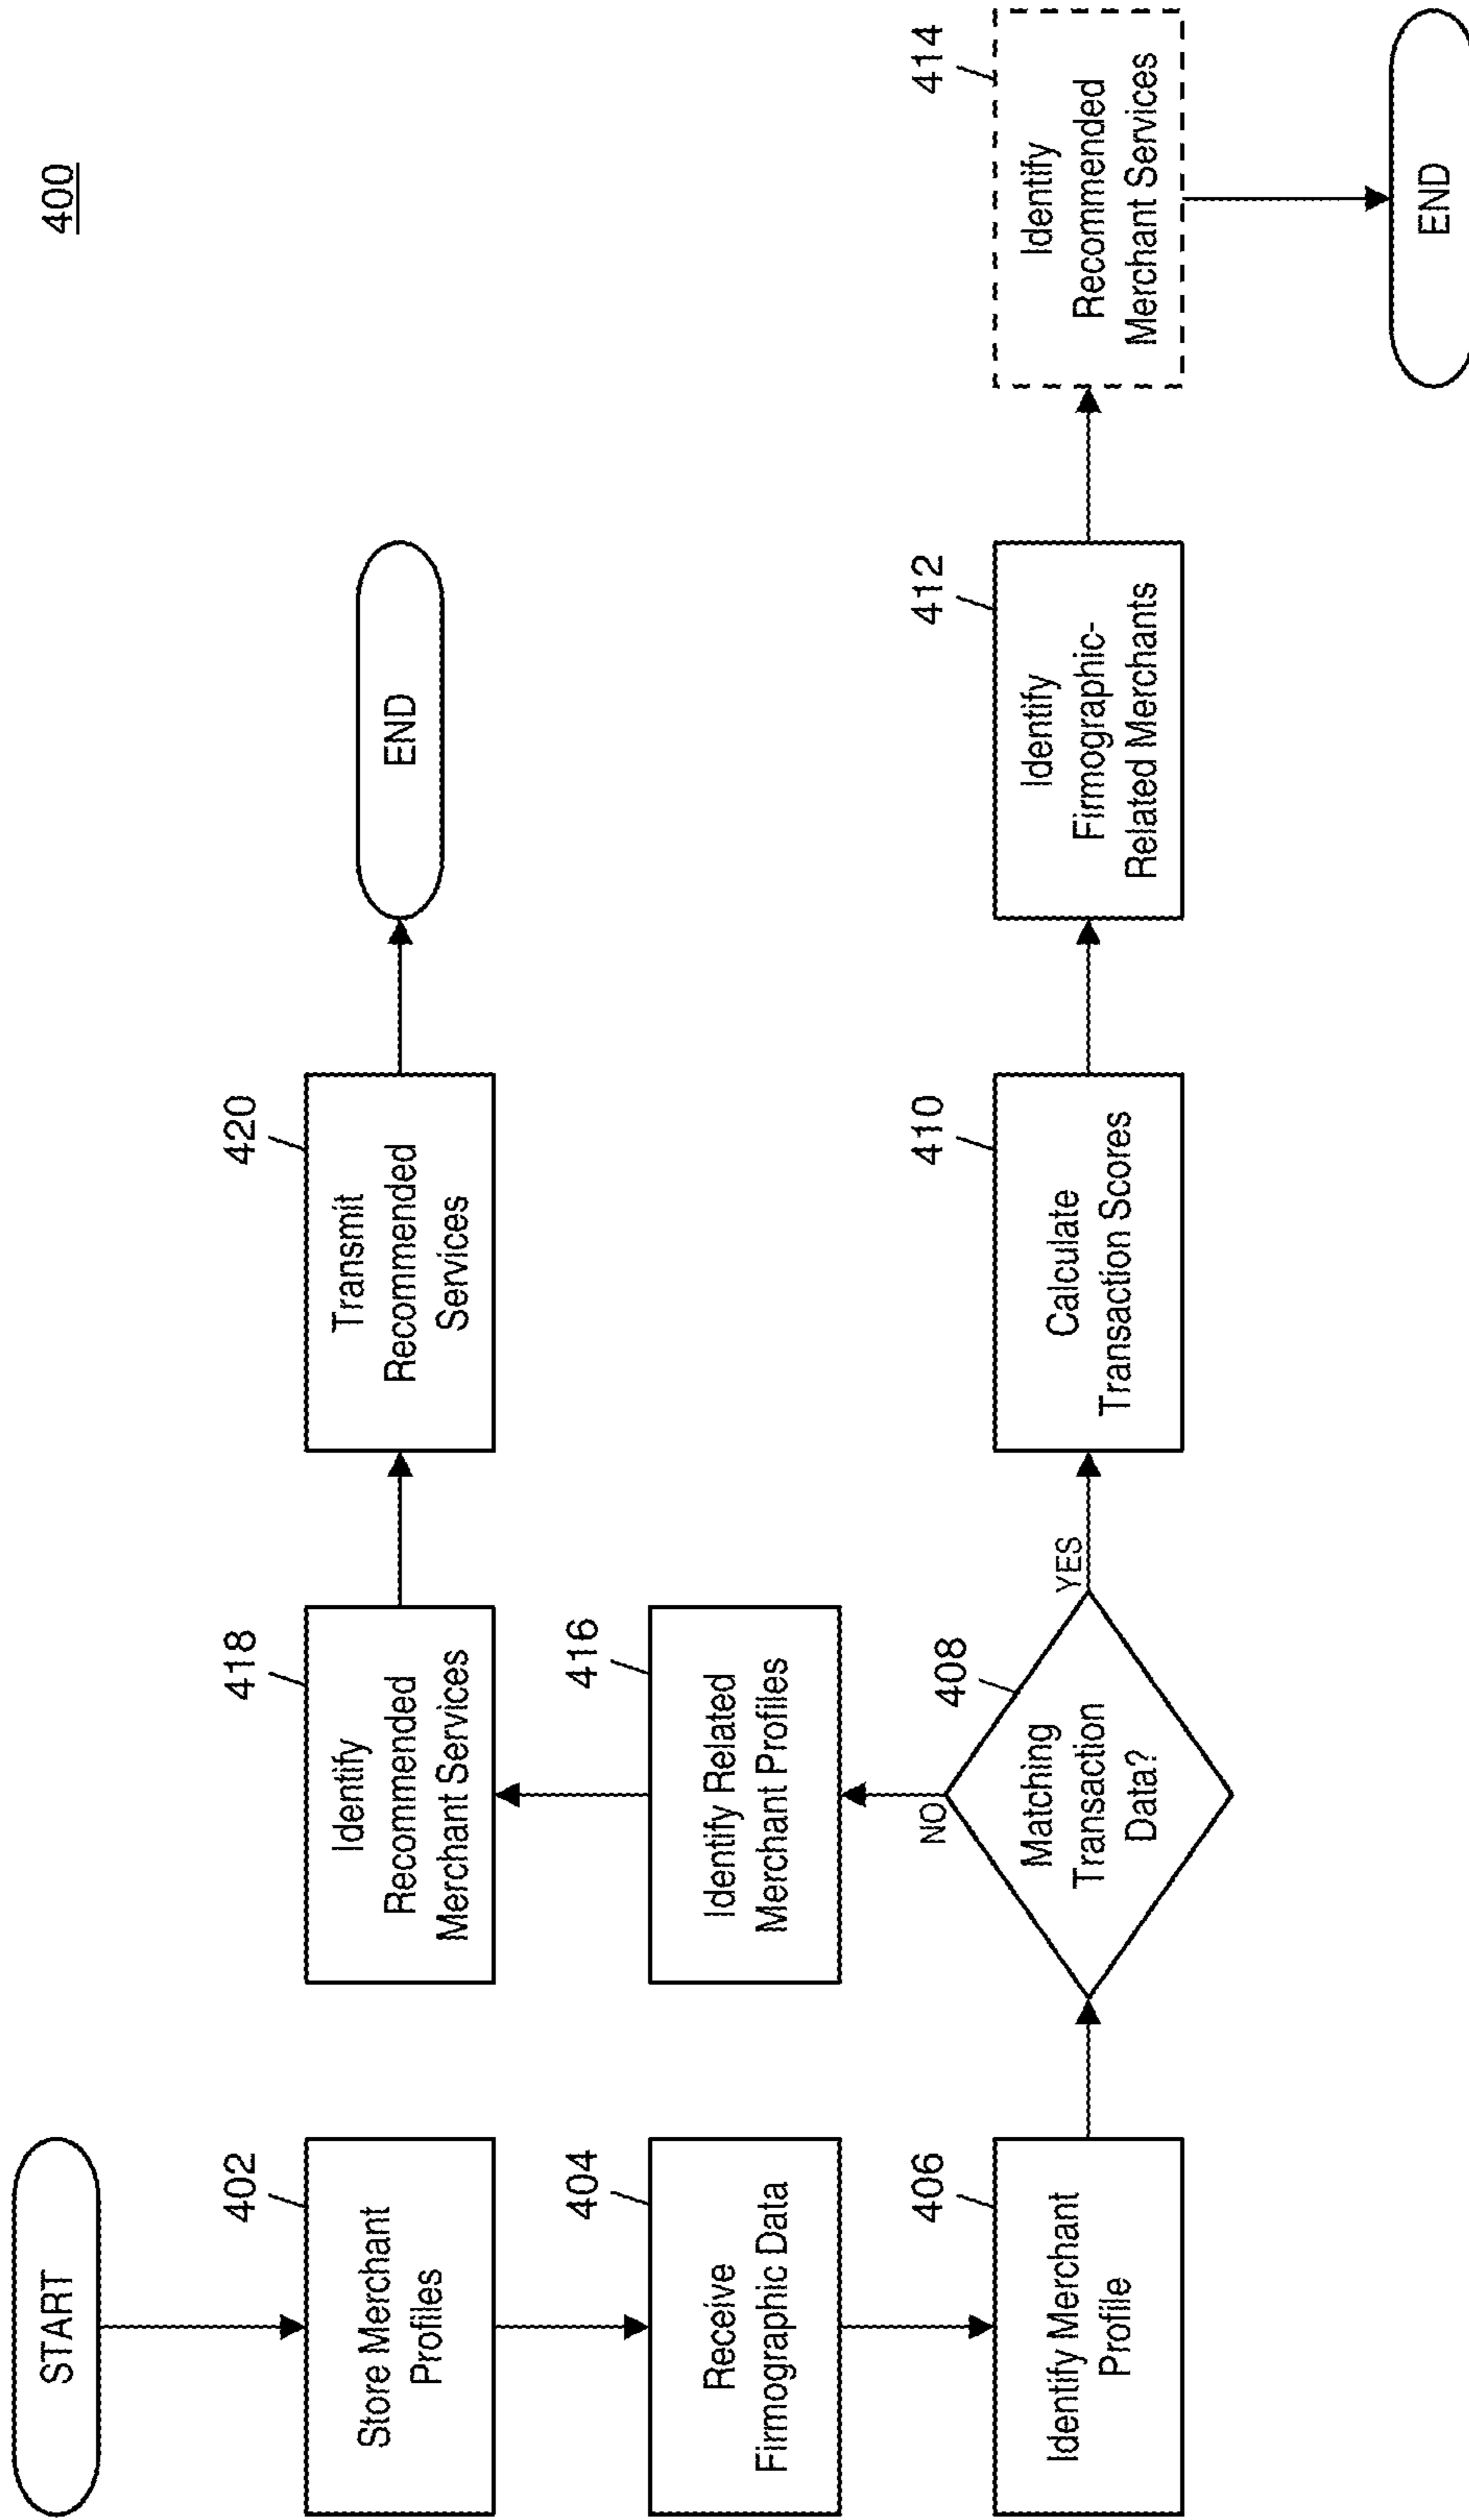 400
START
402
Store Merchant
Profiles
404
Receive
Firmographic Data
406
Identify Merchant
Profile
408
Matching
Transaction
Data?
NO
YES
416
Identify Related
Merchant Profiles
418
Identify
Recommended
Merchant Services
420
Transmit
Recommended
Services
END
410
Calculate
Transaction Scores
412
Identify
Firmographic-
Related Merchants
414
Identify
Recommended
Merchant Services
END